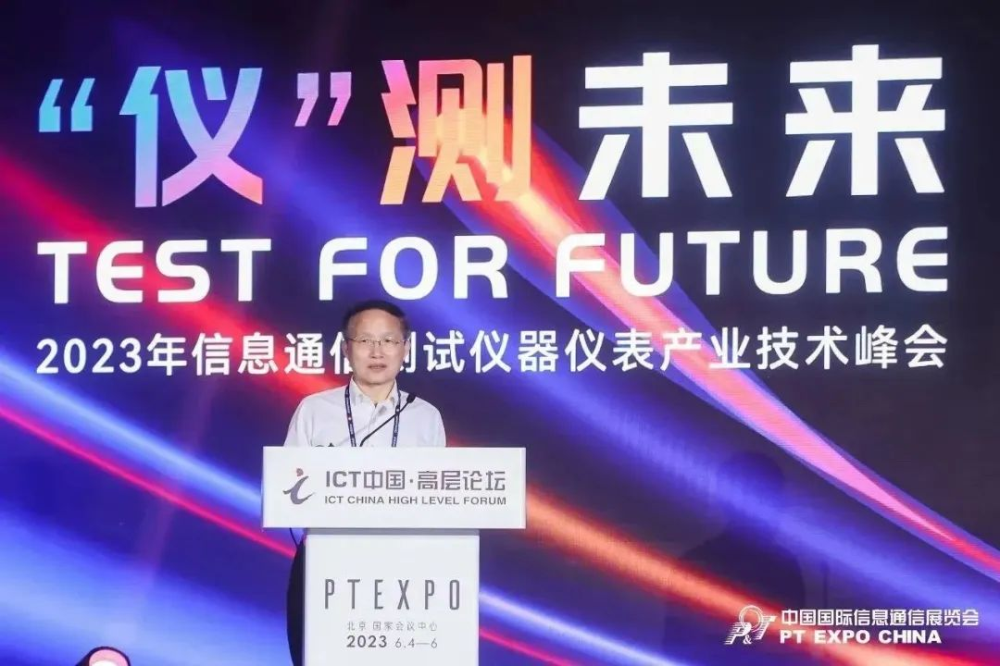 “仪”测未来
TEST FOR FUTURE
2023年信息通信测试仪器仪表产业技术峰会
ICT中国·高层论坛
ICT CHINA HIGH LEVEL FORUM
PTEXPO
北京 国家会议中心
2023 6.4—6
中国国际信息通信展览会
PT EXPO CHINA